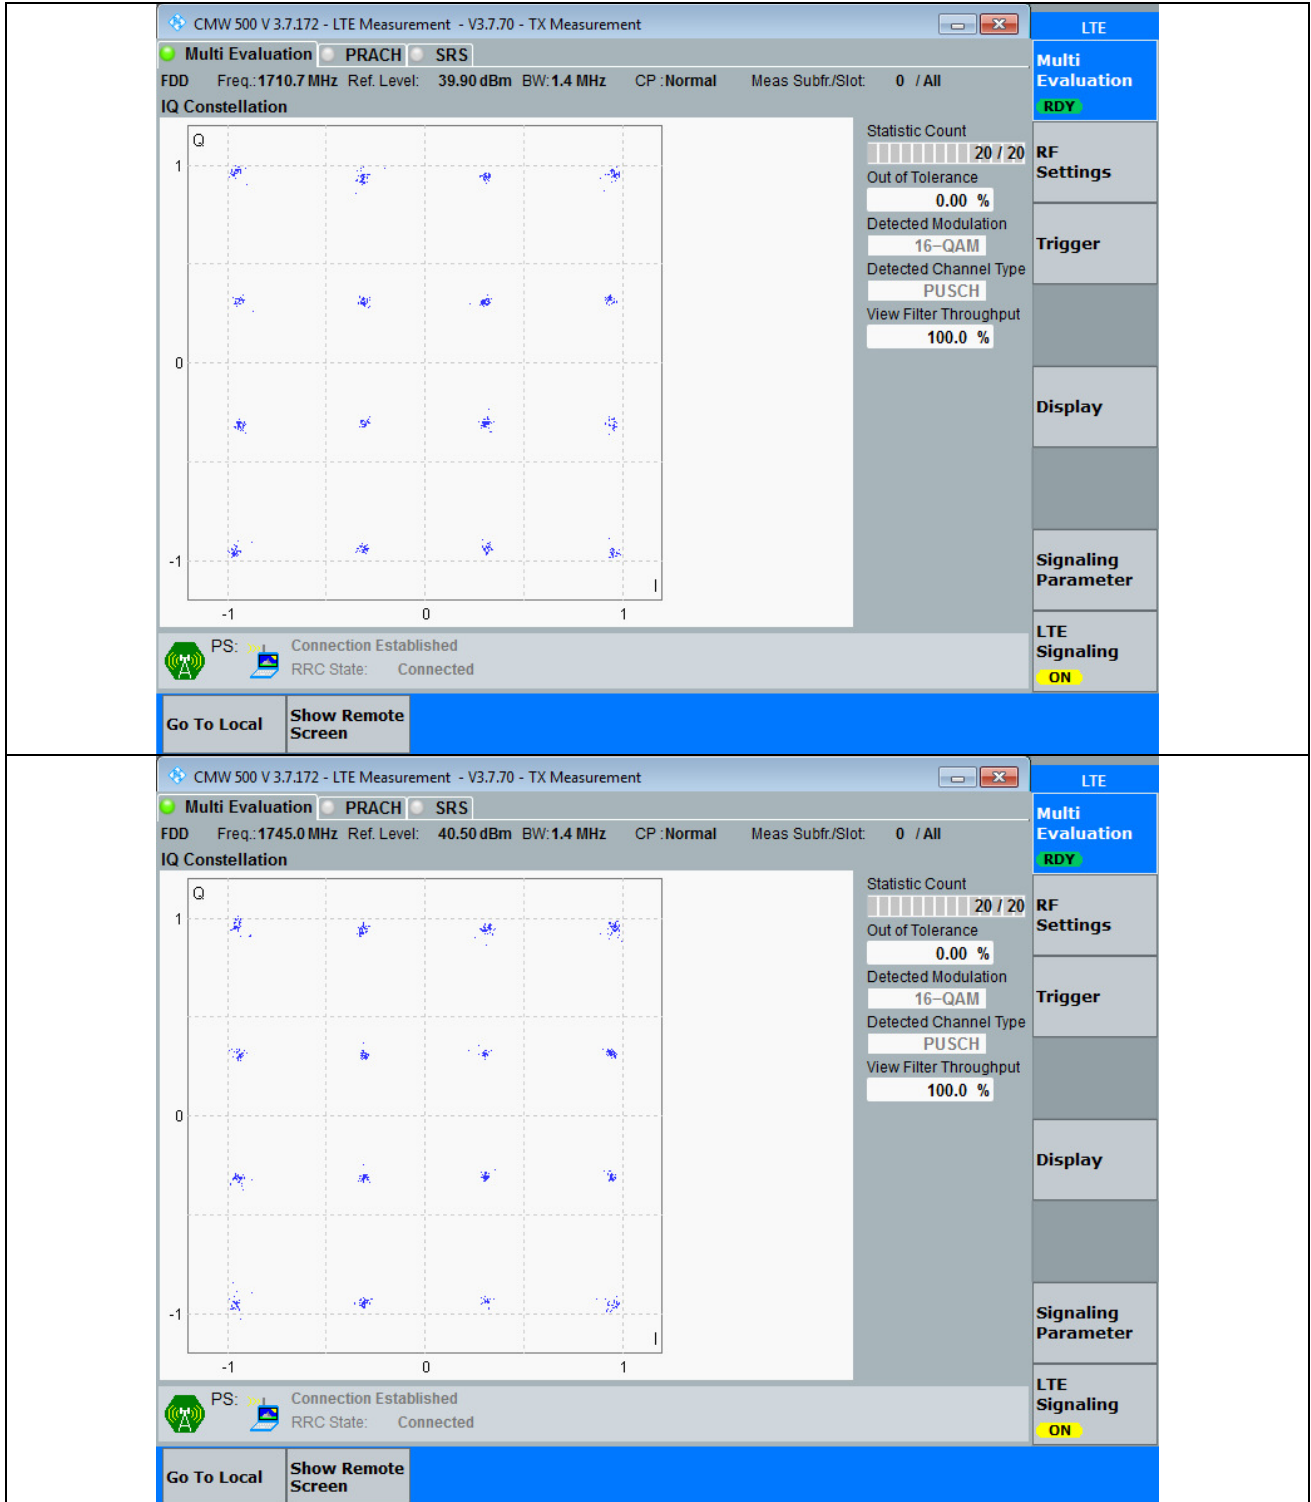 CMW 500 V 3.7.172 - LTE Measurement - V3.7.70 - TX Measurement
LTE
Multi Evaluation PRACH SRS
Multi
Evaluation
RDY
FDD Freq.:1710.7 MHz Ref. Level: 39.90 dBm BW:1.4 MHz CP :Normal Meas Subfr./Slot: 0 / All
IQ Constellation
Q
1
0
-1
-1 0 1
I
Statistic Count
20 / 20
Out of Tolerance
0.00 %
Detected Modulation
16-QAM
Detected Channel Type
PUSCH
View Filter Throughput
100.0 %
RF
Settings
Trigger
Display
Signaling
Parameter
LTE
Signaling
ON
PS: Connection Established
RRC State: Connected
Go To Local
Show Remote
Screen
CMW 500 V 3.7.172 - LTE Measurement - V3.7.70 - TX Measurement
LTE
Multi Evaluation PRACH SRS
Multi
Evaluation
RDY
FDD Freq.:1745.0 MHz Ref. Level: 40.50 dBm BW:1.4 MHz CP :Normal Meas Subfr./Slot: 0 / All
IQ Constellation
Q
1
0
-1
-1 0 1
I
Statistic Count
20 / 20
Out of Tolerance
0.00 %
Detected Modulation
16-QAM
Detected Channel Type
PUSCH
View Filter Throughput
100.0 %
RF
Settings
Trigger
Display
Signaling
Parameter
LTE
Signaling
ON
PS: Connection Established
RRC State: Connected
Go To Local
Show Remote
Screen